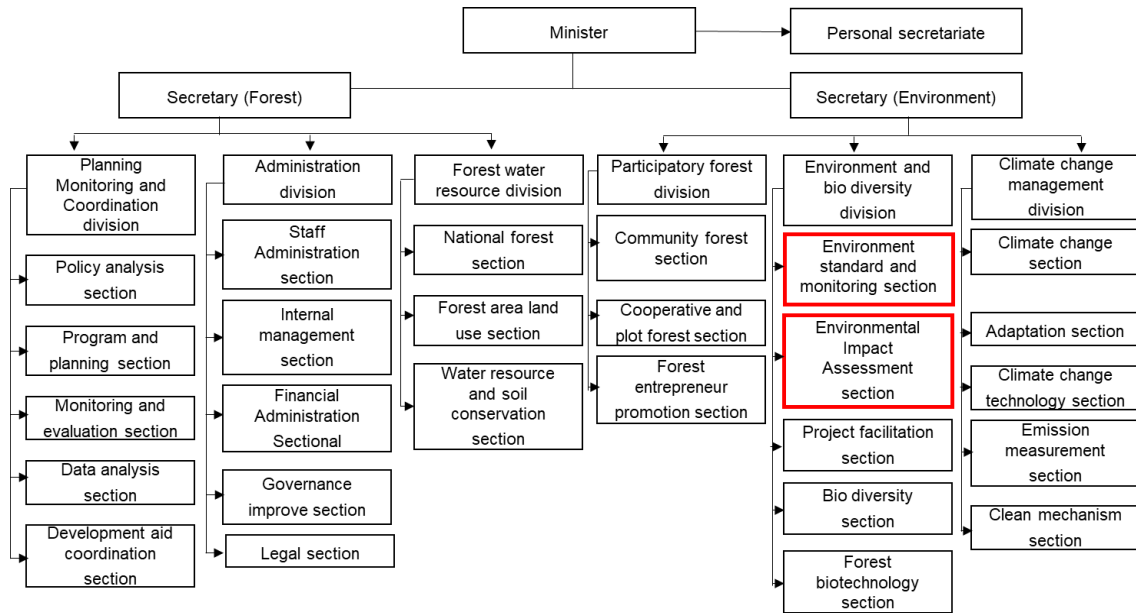 Minister
Personal secretariate
Secretary (Forest)
Secretary (Environment)
Planning
Monitoring and
Coordination
division
Policy analysis
section
Program and
planning section
Monitoring and
evaluation section
Data analysis
section
Development aid
coordination
section
Administration
division
Staff
Administration
section
Internal
management
section
Financial
Administration
Sectional
Governance
improve section
Legal section
Forest water
resource division
National forest
section
Forest area land
use section
Water resource
and soil
conservation
section
Participatory forest
division
Community forest
section
Cooperative and
plot forest section
Forest
entrepreneur
promotion section
Environment and
bio diversity
division
Environment
standard and
monitoring section
Environmental
Impact
Assessment
section
Project facilitation
section
Bio diversity
section
Forest
biotechnology
section
Climate change
management
division
Climate change
section
Adaptation section
Climate change
technology section
Emission
measurement
section
Clean mechanism
section